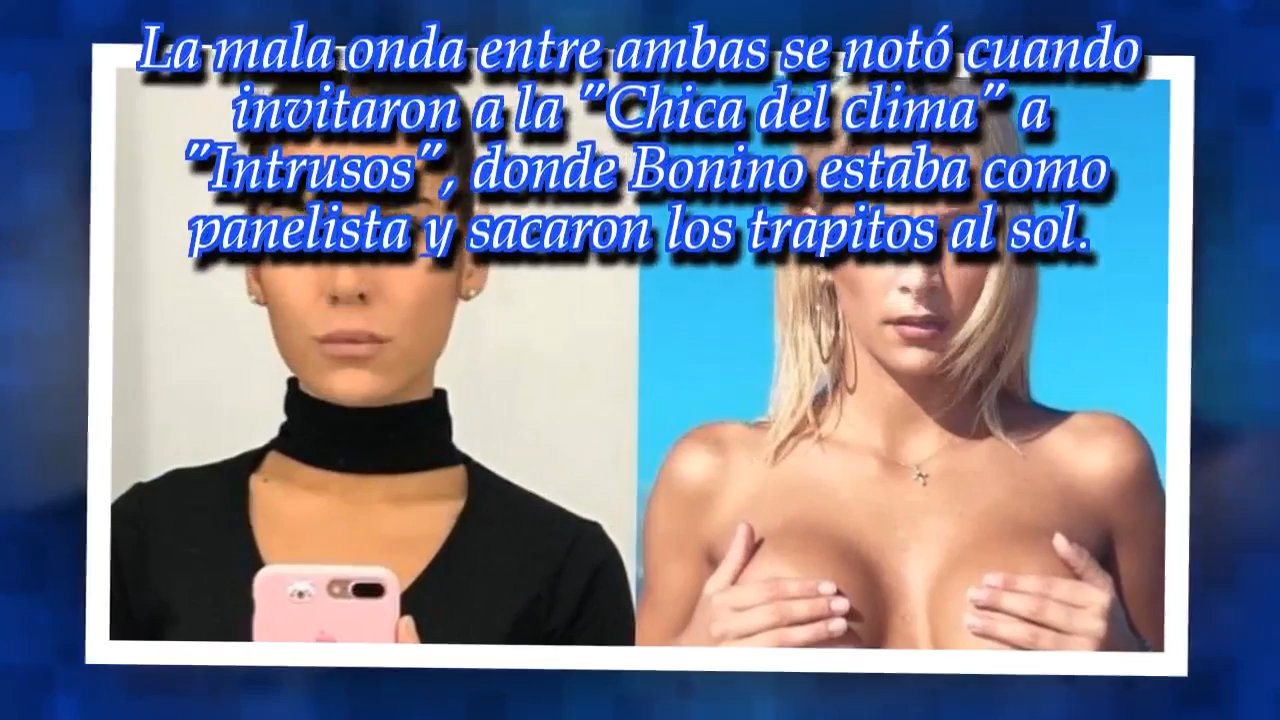 La mala onda entre ambas se notó cuando
invitaron a la "Chica del clima" a
"Intrusos", donde Bonino estaba como
panelista y sacaron los trapitos al sol.